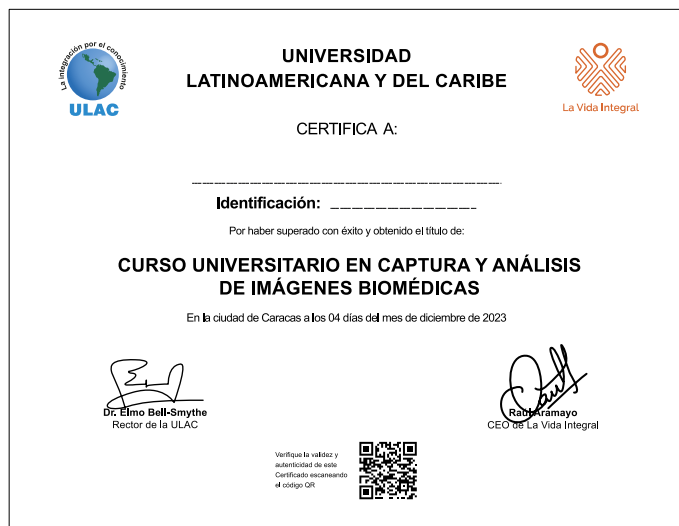 La integración por el conocimiento
ULAC
UNIVERSIDAD
LATINOAMERICANA Y DEL CARIBE
La Vida Integral
CERTIFICA A:
Identificación:
Por haber superado con éxito y obtenido el título de:
CURSO UNIVERSITARIO EN CAPTURA Y ANÁLISIS
DE IMÁGENES BIOMÉDICAS
En la ciudad de Caracas a los 04 días del mes de diciembre de 2023
Dr. Elmo Bell-Smythe
Rector de la ULAC
Raúl Aramayo
CEO de La Vida Integral
Verifique la validez y
autenticidad de este
Certificado escaneando
el código QR